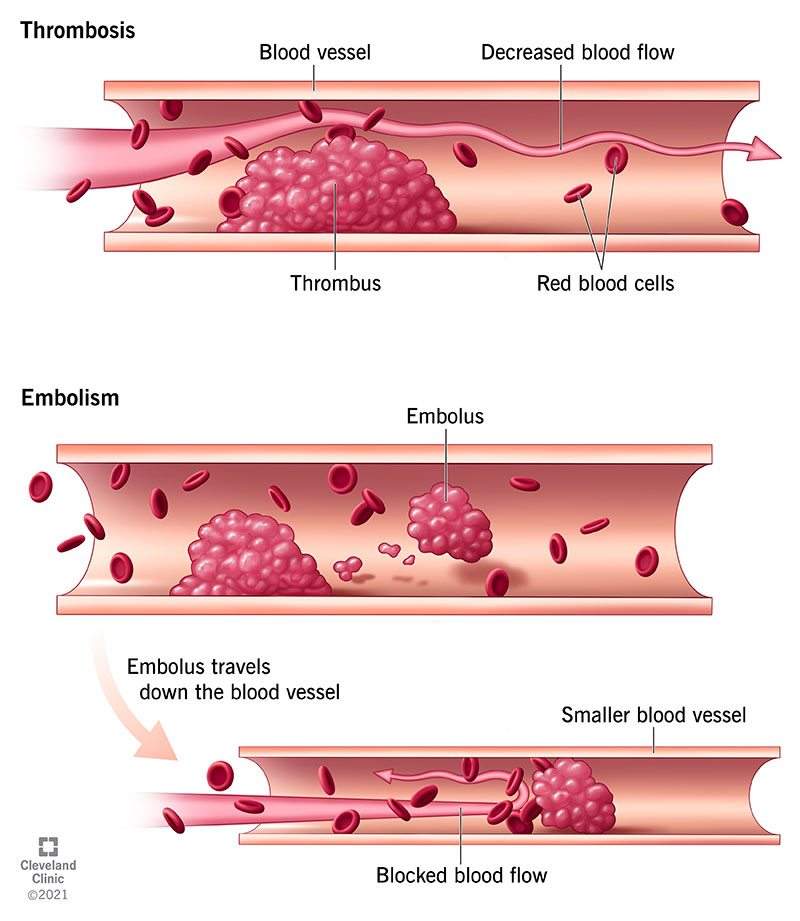 Thrombosis
Blood vessel
Decreased blood flow
Thrombus
Red blood cells
Embolism
Embolus
Embolus travels
down the blood vessel
Smaller blood vessel
Blocked blood flow
Cleveland
Clinic
©2021